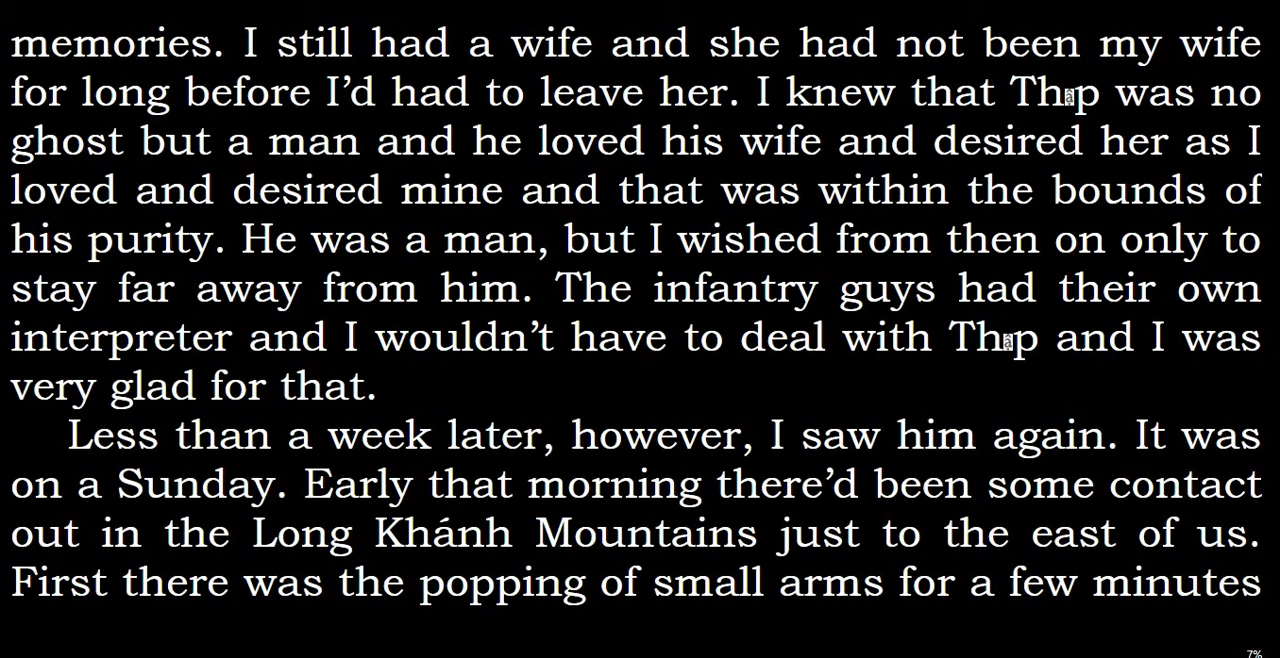 memories. I still had a wife and she had not been my wife
for long before I’d had to leave her. I knew that Thập was no
ghost but a man and he loved his wife and desired her as I
loved and desired mine and that was within the bounds of
his purity. He was a man, but I wished from then on only to
stay far away from him. The infantry guys had their own
interpreter and I wouldn’t have to deal with Thập and I was
very glad for that.
Less than a week later, however, I saw him again. It was
on a Sunday. Early that morning there’d been some contact
out in the Long Khánh Mountains just to the east of us.
First there was the popping of small arms for a few minutes
7%